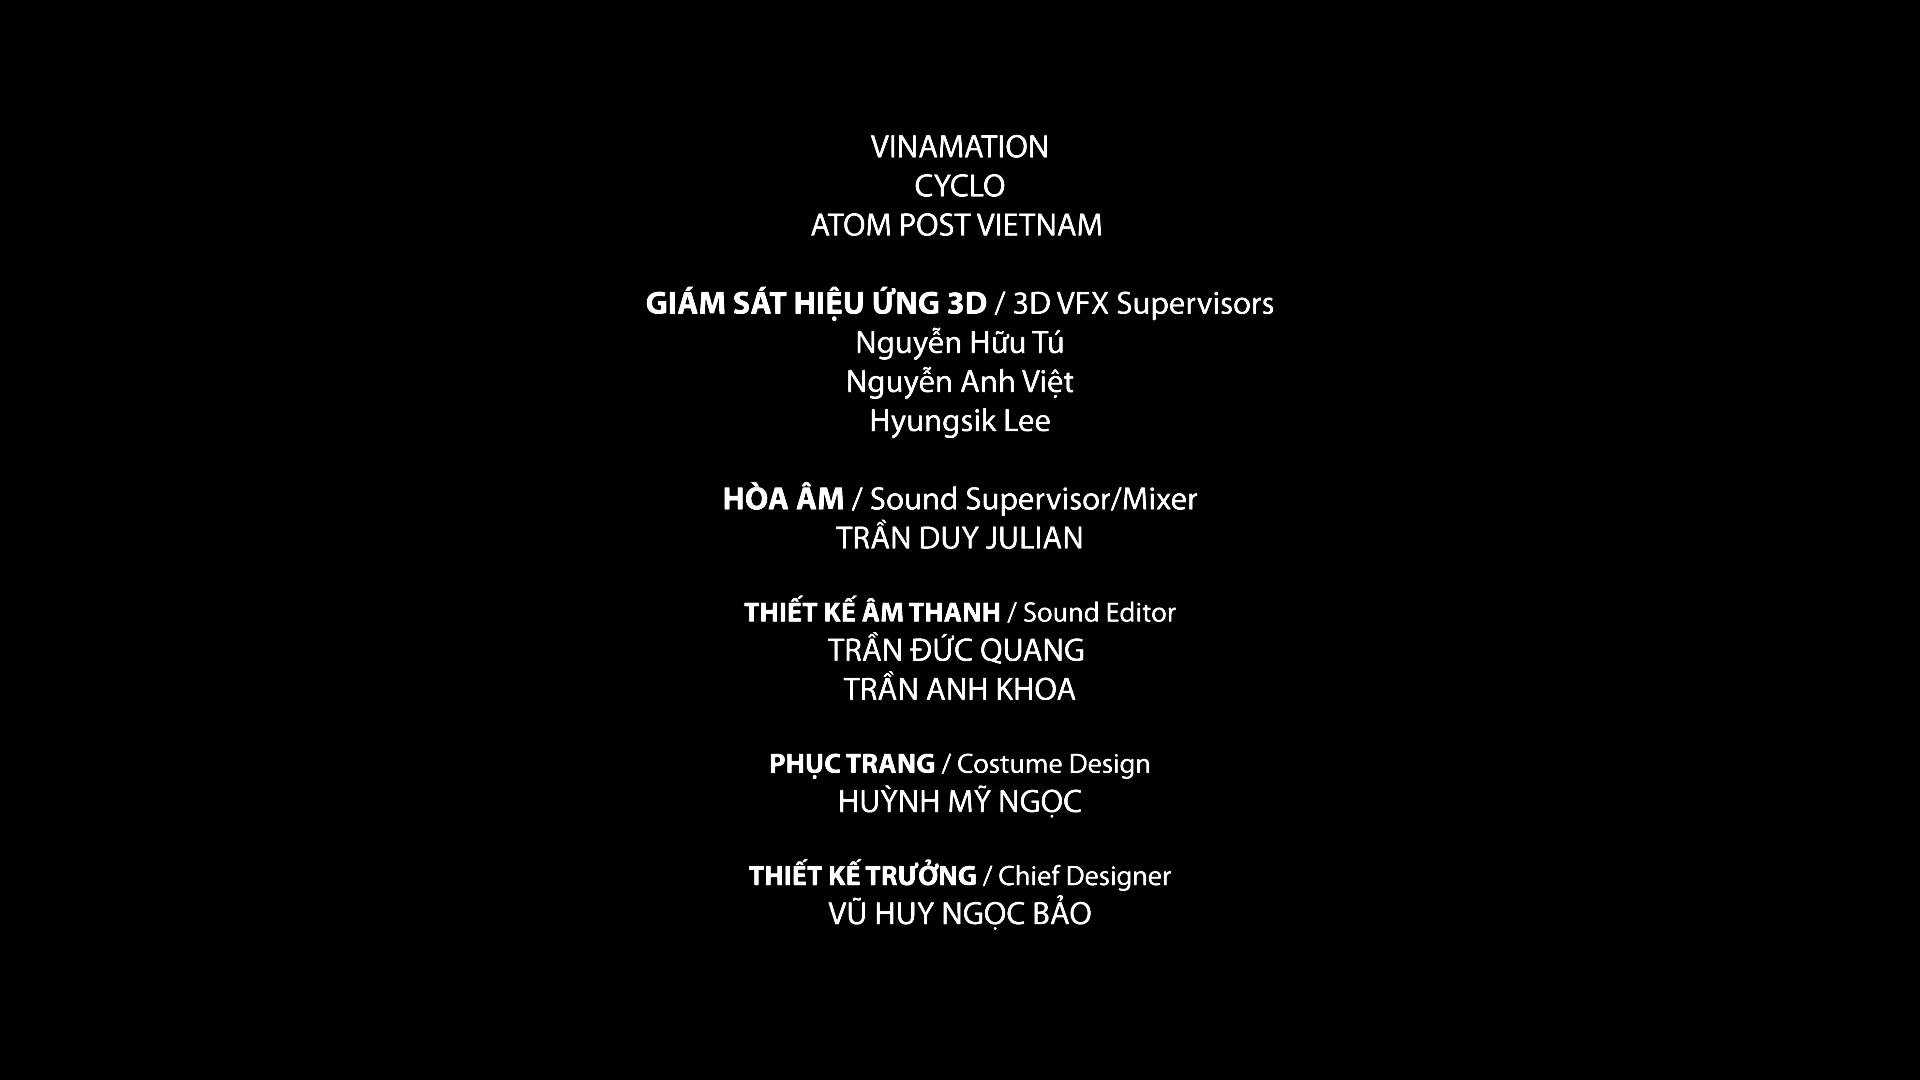 VINAMATION
CYCLO
ATOM POST VIETNAM
GIÁM SÁT HIỆU ỨNG 3D / 3D VFX Supervisors
Nguyễn Hữu Tú
Nguyễn Anh Việt
Hyungsik Lee
HÒA ÂM / Sound Supervisor/Mixer
TRẦN DUY JULIAN
THIẾT KẾ ÂM THANH / Sound Editor
TRẦN ĐỨC QUANG
TRẦN ANH KHOA
PHỤC TRANG / Costume Design
HUỲNH MỸ NGỌC
THIẾT KẾ TRƯỞNG / Chief Designer
VŨ HUY NGỌC BẢO